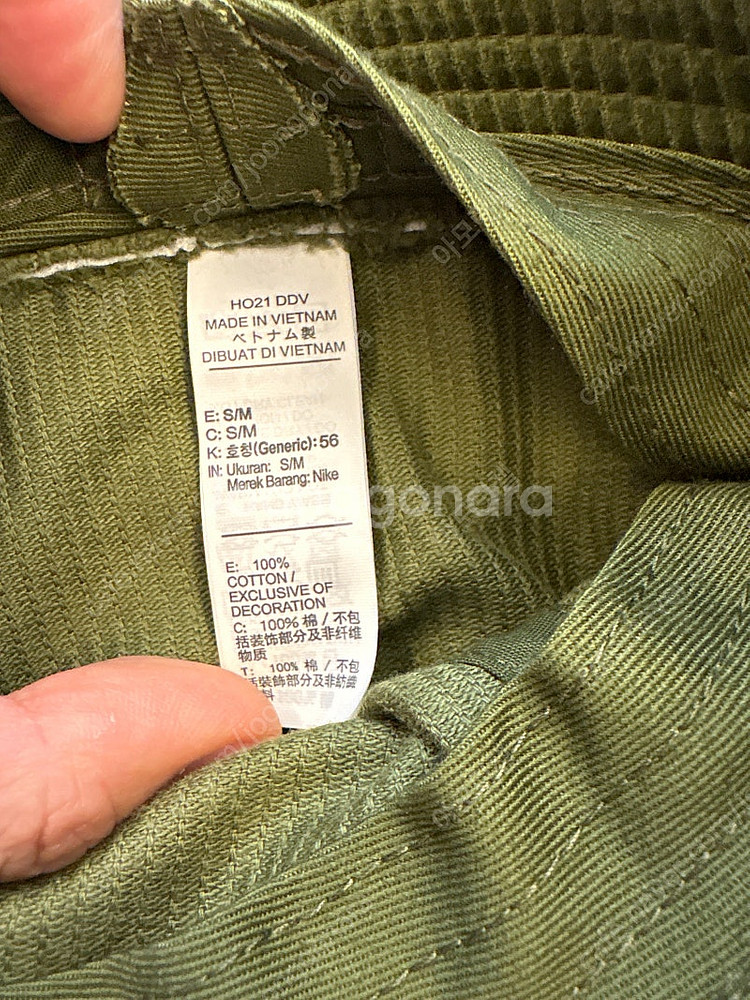 HO21 DDV
MADE IN VIETNAM
ベトナム製
DIBUAT DI VIETNAM
E: S/M
C: S/M
K: 호칭(Generic): 56
IN: Ukuran: S/M
Merek Barang: Nike
E: 100%
COTTON /
EXCLUSIVE OF
DECORATION
C: 100% 棉 / 不包
括装饰部分及非纤维
物质
T: 100% 棉 / 不包
括裝飾部分及非紡織
料
gonara